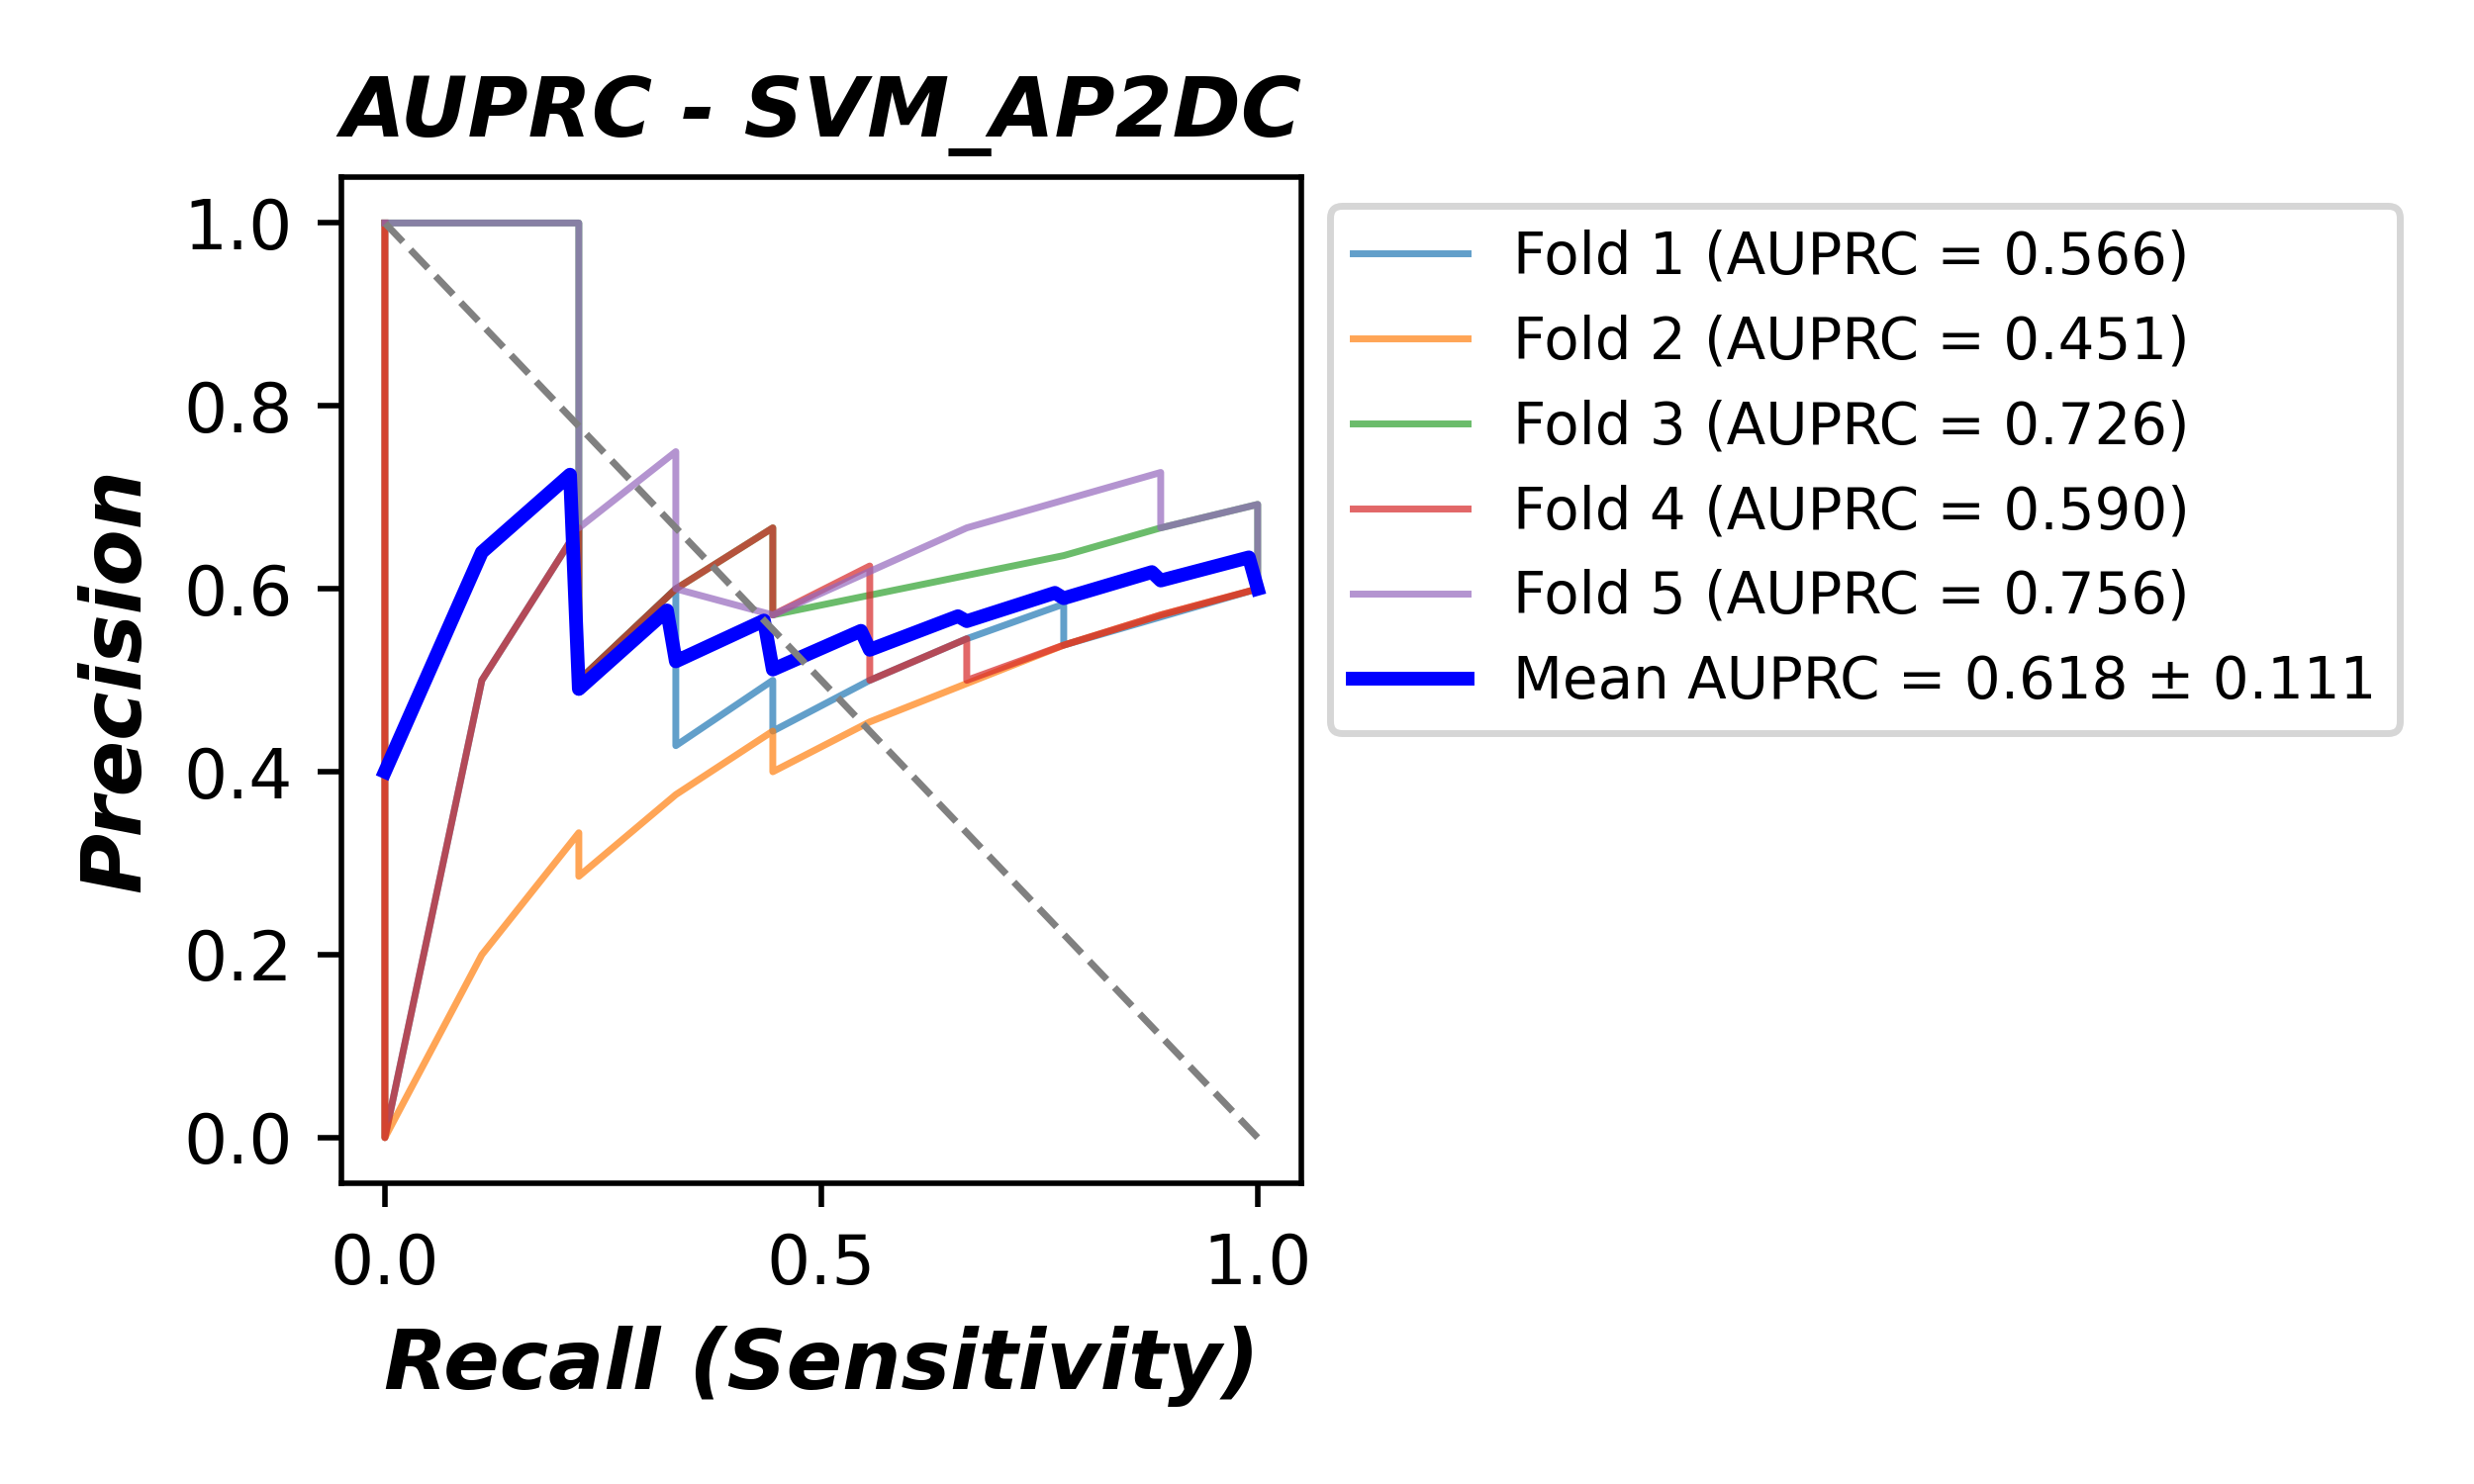 AUPRC - SVM_AP2DC
Precision
1.0
0.8
0.6
0.4
0.2
0.0
0.0 0.5 1.0
Recall (Sensitivity)
Fold 1 (AUPRC = 0.566)
Fold 2 (AUPRC = 0.451)
Fold 3 (AUPRC = 0.726)
Fold 4 (AUPRC = 0.590)
Fold 5 (AUPRC = 0.756)
Mean AUPRC = 0.618 ± 0.111